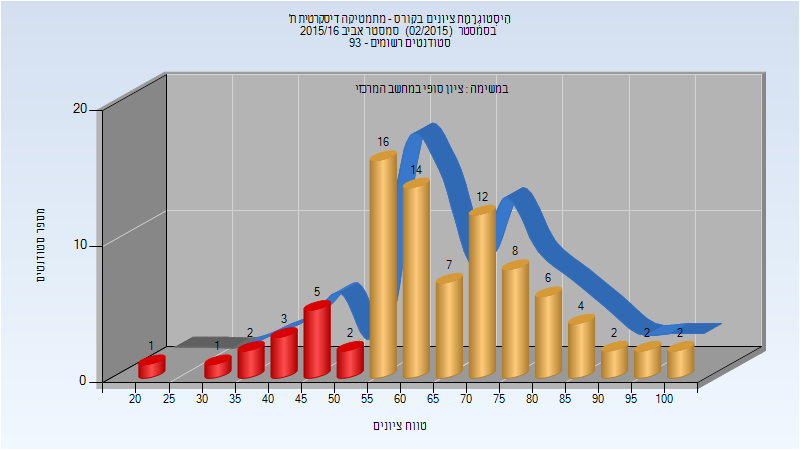 היסטוגרמת ציונים בקורס - מתמטיקה דיסקרטית ח'
בסמסטר (02/2015) סמסטר אביב 2015/16
סטודנטים רשומים - 93
במשימה : ציון סופי במחשב המרכזי
מספר סטודנטים
20
10
0
1
1
2
3
5
2
16
14
7
12
8
6
4
2
2
2
20 25 30 35 40 45 50 55 60 65 70 75 80 85 90 95 100
טווח ציונים